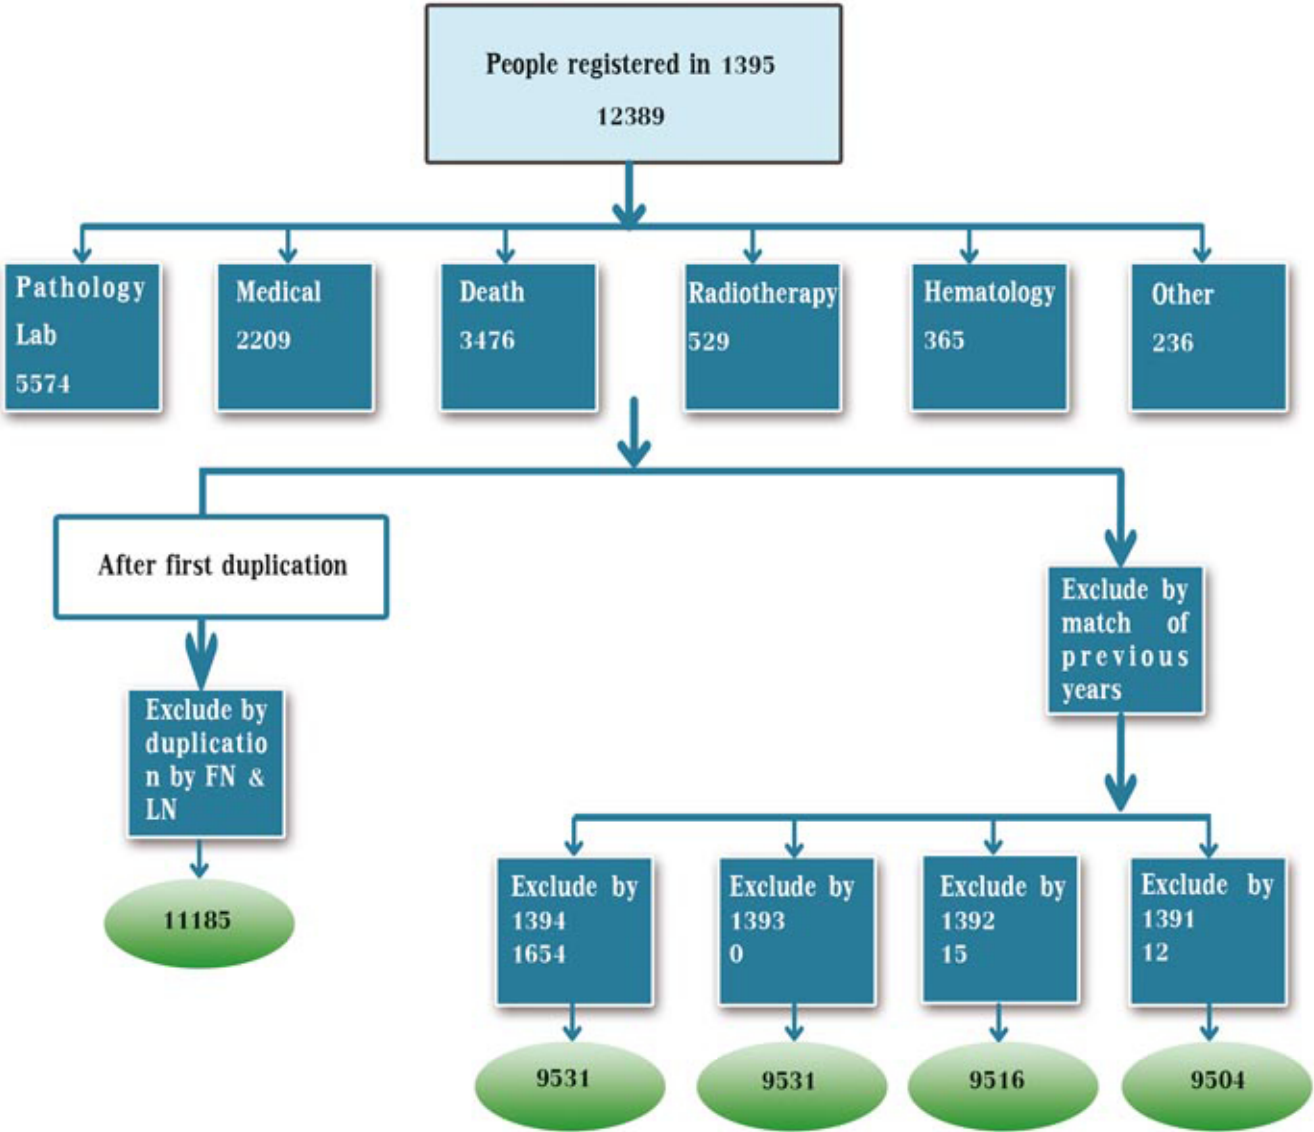 People registered in 1395
12389
Pathology
Lab
5574
Medical
2209
Death
3476
Radiotherapy
529
Hematology
365
Other
236
After first duplication
Exclude by
match of
previous
years
Exclude by
duplicatio
n by FN &
LN
11185
Exclude by
1394
1654
Exclude by
1393
0
Exclude by
1392
15
Exclude by
1391
12
9531
9531
9516
9504